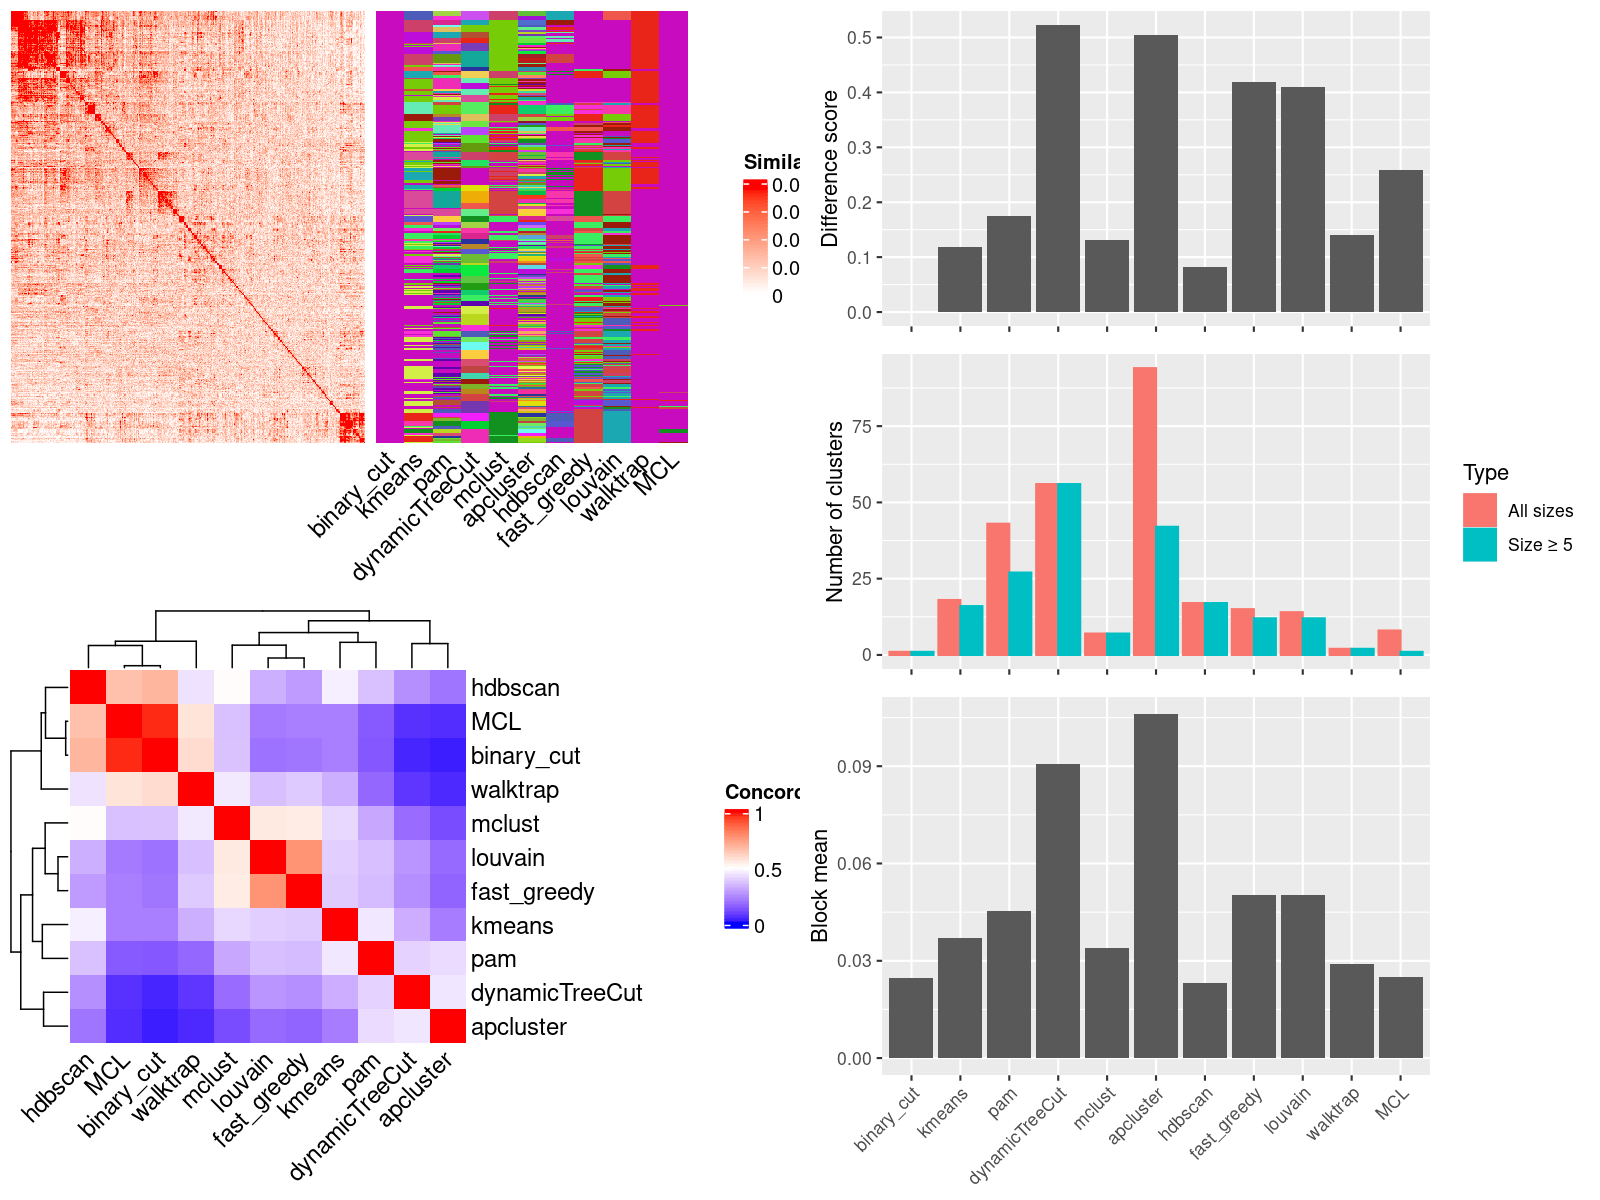 Simila
0.0
0.0
0.0
0.0
0
binary_cut
kmeans
pam
dynamicTreeCut
mclust
apcluster
hdbscan
fast_greedy
louvain
walktrap
MCL
hdbscan
MCL
binary_cut
walktrap
mclust
louvain
fast_greedy
kmeans
pam
dynamicTreeCut
apcluster
hdbscan
MCL
binary_cut
walktrap
mclust
louvain
fast_greedy
kmeans
pam
dynamicTreeCut
apcluster
Concord
1
0.5
0
Difference score
0.5
0.4
0.3
0.2
0.1
0.0
Number of clusters
75
50
25
0
Type
All sizes
Size ≥ 5
Block mean
0.09
0.06
0.03
0.00
binary_cut
kmeans
pam
dynamicTreeCut
mclust
apcluster
hdbscan
fast_greedy
louvain
walktrap
MCL